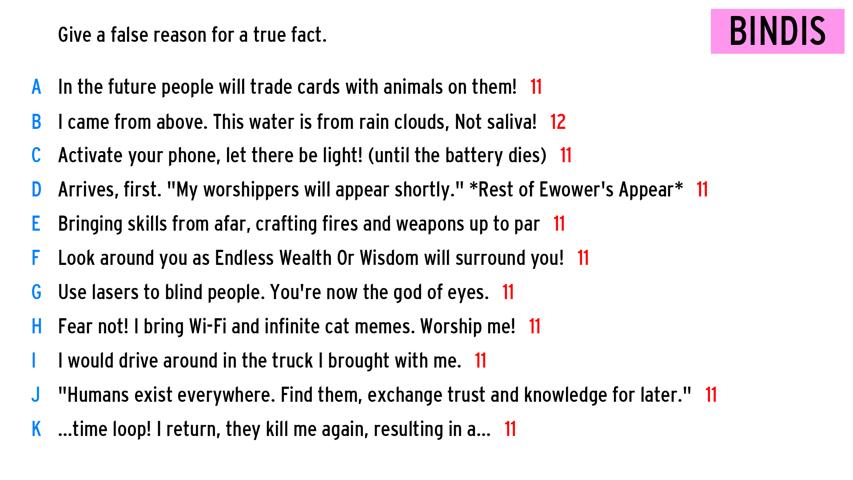 Give a false reason for a true fact.
BINDIS
A In the future people will trade cards with animals on them! 11
B I came from above. This water is from rain clouds, Not saliva! 12
C Activate your phone, let there be light! (until the battery dies) 11
D Arrives, first. "My worshippers will appear shortly." *Rest of Ewower's Appear* 11
E Bringing skills from afar, crafting fires and weapons up to par 11
F Look around you as Endless Wealth Or Wisdom will surround you! 11
G Use lasers to blind people. You're now the god of eyes. 11
H Fear not! I bring Wi-Fi and infinite cat memes. Worship me! 11
I I would drive around in the truck I brought with me. 11
J "Humans exist everywhere. Find them, exchange trust and knowledge for later." 11
K ...time loop! I return, they kill me again, resulting in a... 11